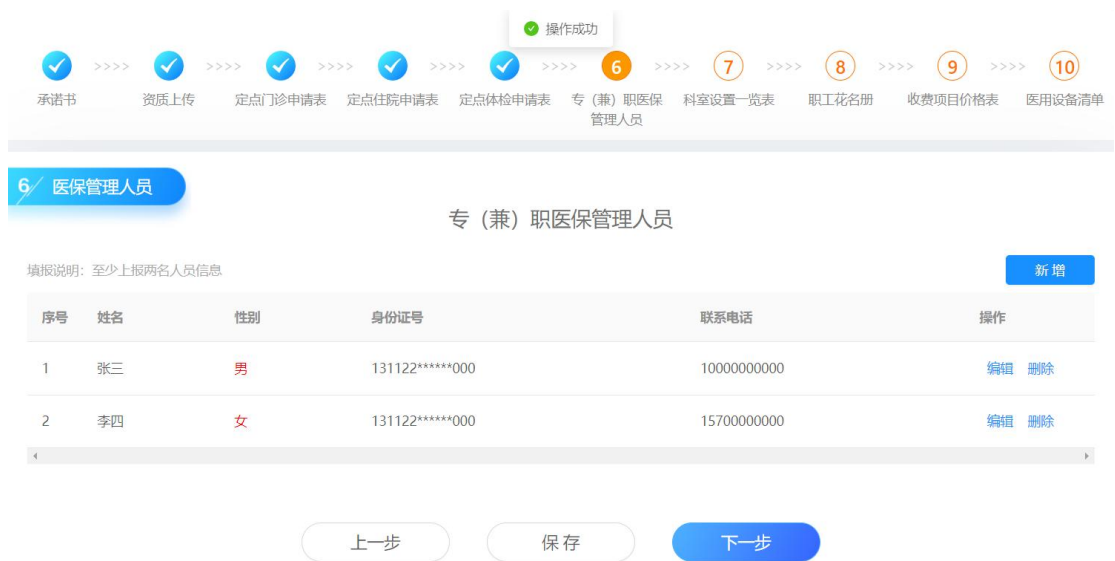 操作成功
>>>> >>>> >>>> >>>> >>>> 6 >>>> 7 >>>> 8 >>>> 9 >>>> 10
承诺书 资质上传 定点门诊申请表 定点住院申请表 定点体检申请表 专（兼）职医保 科室设置一览表 职工花名册 收费项目价格表 医用设备清单
管理人员
6/ 医保管理人员
专（兼）职医保管理人员
填报说明：至少上报两名人员信息 新增
序号 姓名 性别 身份证号 联系电话 操作
1 张三 男 131122******000 10000000000 编辑 删除
2 李四 女 131122******000 15700000000 编辑 删除
上一步 保存 下一步